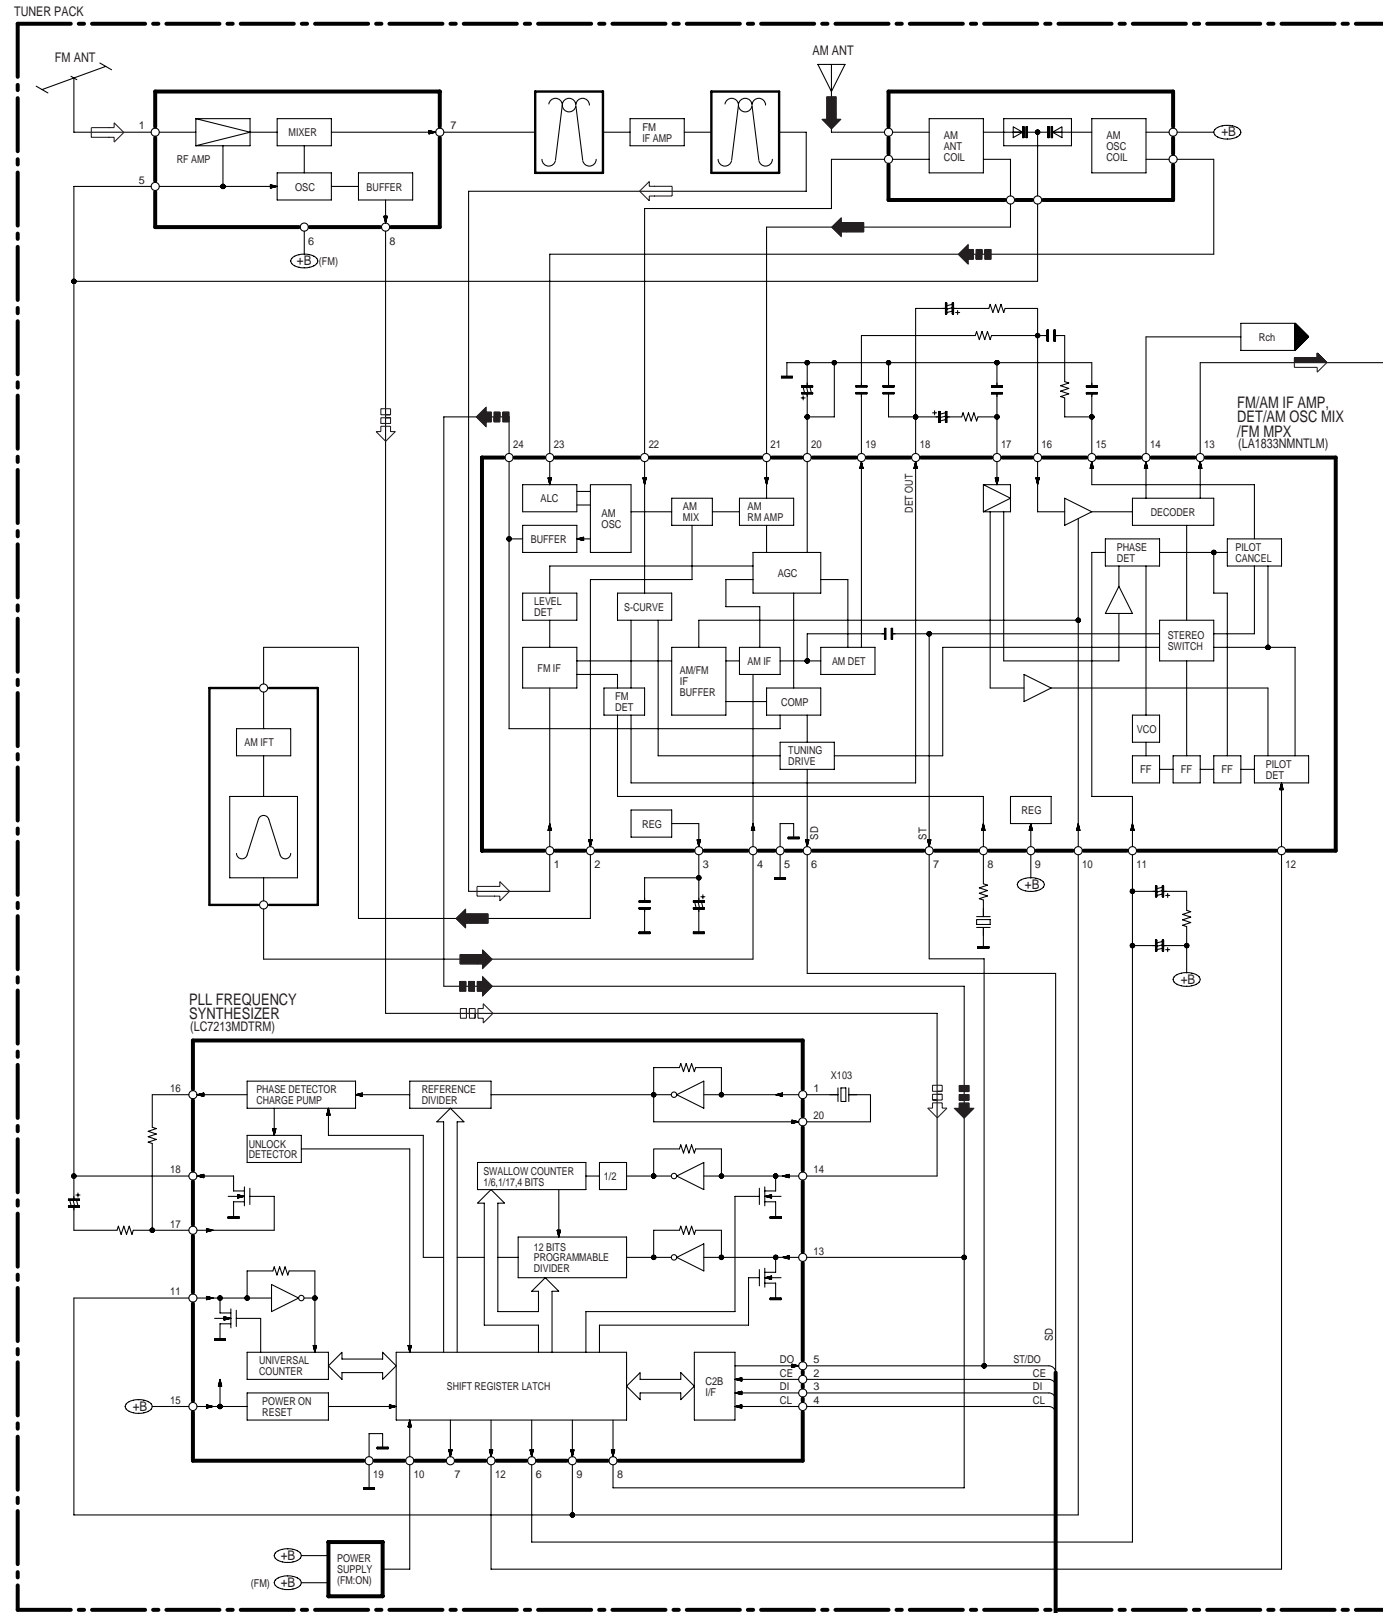 TUNER PACK
FM ANT
AM ANT
1
7
MIXER
RF AMP
5
OSC
BUFFER
6
8
+B (FM)
FM
IF AMP
AM
ANT
COIL
AM
OSC
COIL
+B
Rch
FM/AM IF AMP,
DET/AM OSC MIX
/FM MPX
(LA1833NMNTLM)
24
23
22
21
20
19
18
17
16
15
14
13
ALC
AM
OSC
BUFFER
AM
MIX
AM
RM AMP
DET OUT
DECODER
AGC
PHASE
DET
PILOT
CANCEL
LEVEL
DET
S-CURVE
STEREO
SWITCH
FM IF
AM/FM
IF
BUFFER
AM IF
AM DET
FM
DET
COMP
TUNING
DRIVE
VCO
FF
FF
FF
PILOT
DET
REG
SD
ST
REG
1
2
3
4
5
6
7
8
9
10
11
12
+B
+B
AM IFT
PLL FREQUENCY
SYNTHESIZER
(LC7213MDTRM)
16
PHASE DETECTOR
CHARGE PUMP
REFERENCE
DIVIDER
1
X103
20
UNLOCK
DETECTOR
18
SWALLOW COUNTER
1/6,1/17,4 BITS
1/2
14
17
12 BITS
PROGRAMMABLE
DIVIDER
13
11
UNIVERSAL
COUNTER
SD
+B
15
POWER ON
RESET
SHIFT REGISTER LATCH
C2B
I/F
DO
5
ST/DO
CE
2
CE
DI
3
DI
CL
4
CL
19
10
7
12
6
9
8
+B
(FM) +B
POWER
SUPPLY
(FM:ON)